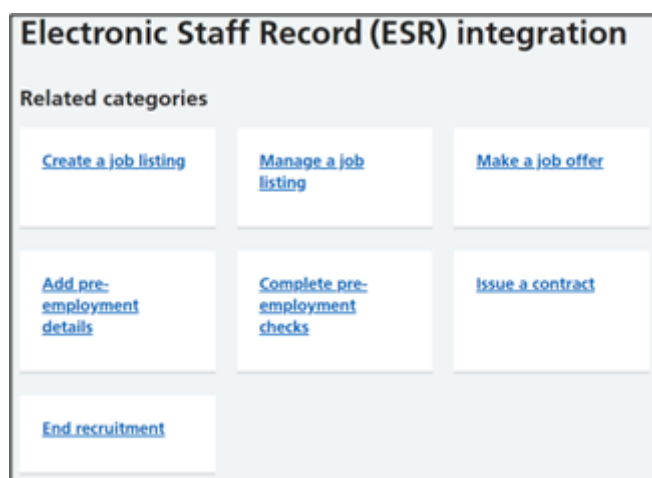 Electronic Staff Record (ESR) integration
Related categories
Create a job listing
Manage a job
listing
Make a job offer
Add pre-
employment
details
Complete pre-
employment
checks
Issue a contract
End recruitment